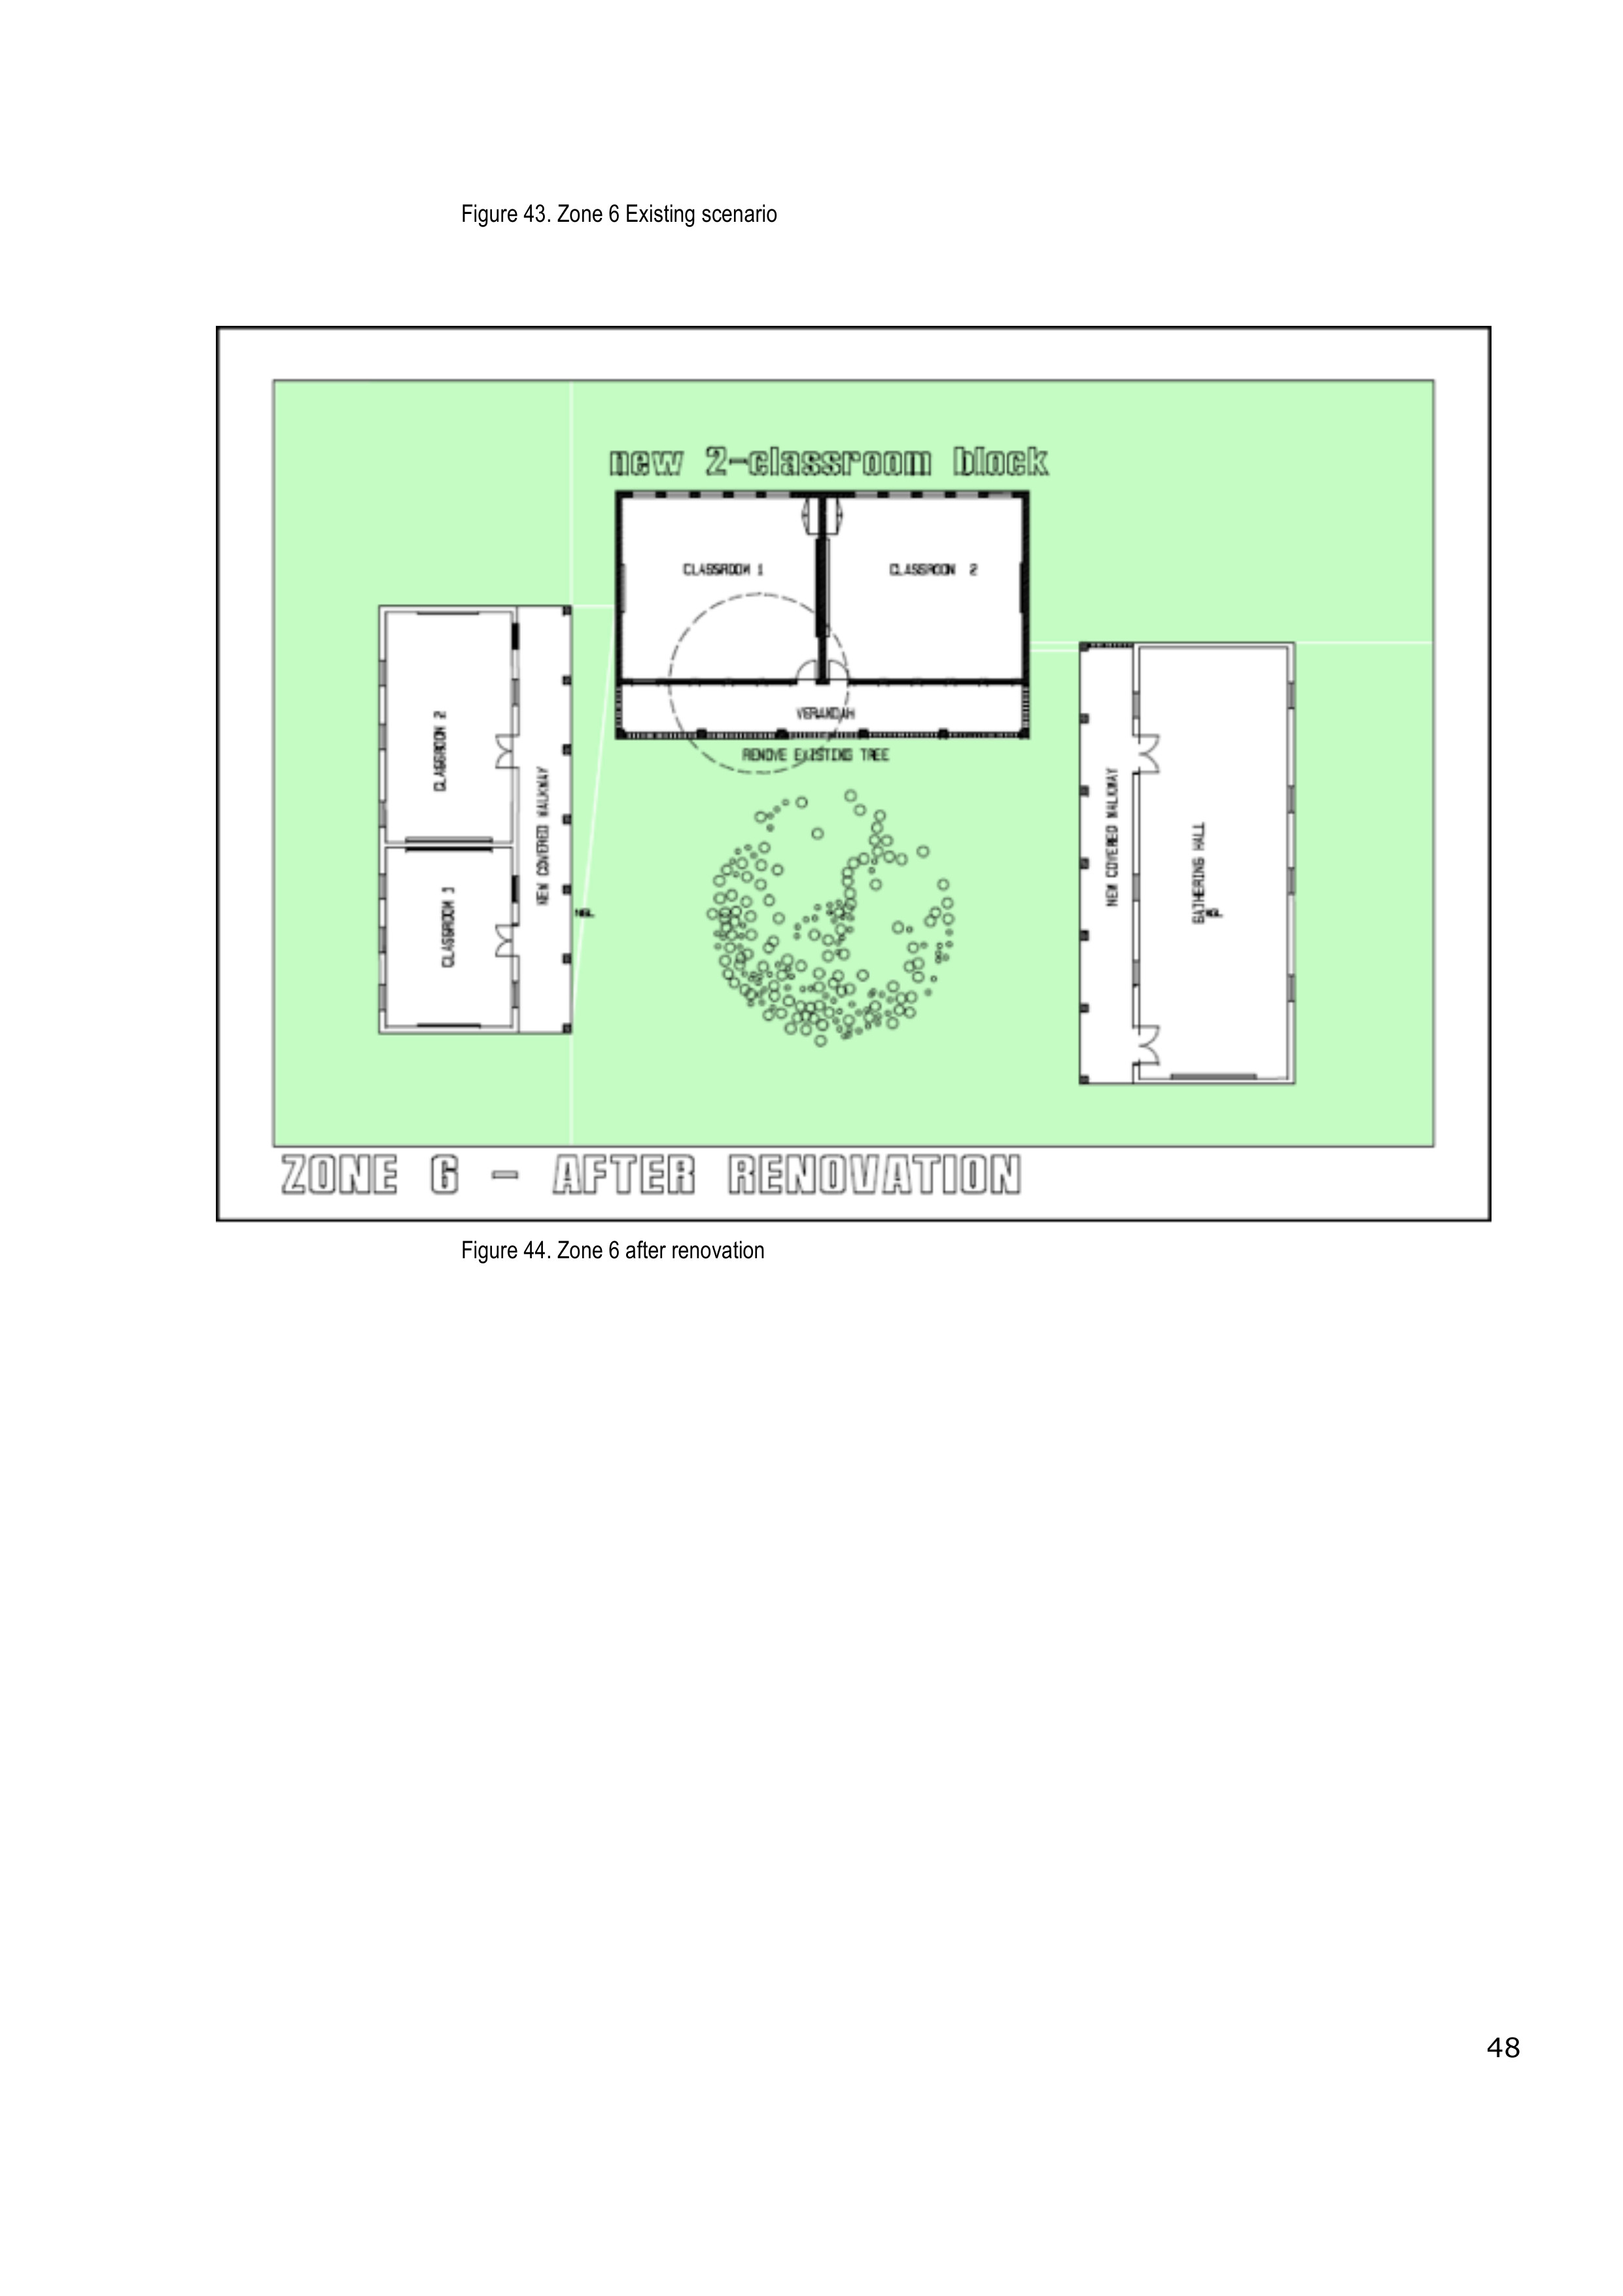 Figure 43. Zone 6 Existing scenario
new 2-classroom block
CLASSROOM 1
CLASSROOM 2
VERANDAH
REMOVE EXISTING TREE
CLASSROOM 2
CLASSROOM
NEW COVERED WALKWAY
NGL
NEW COVERED WALKWAY
GATHERING HALL
NGL
ZONE 6 - AFTER RENOVATION
Figure 44. Zone 6 after renovation
48